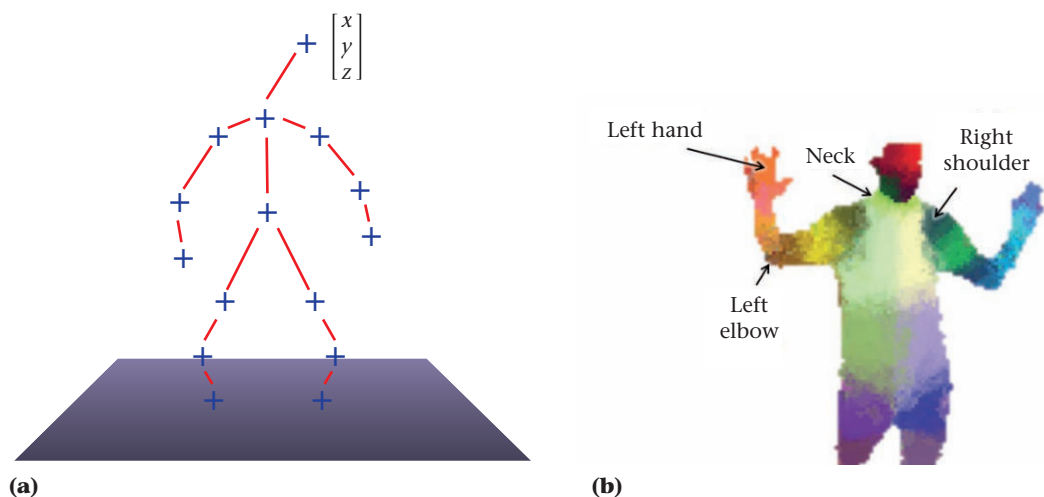 x
y
z
Left hand
Neck
Right
shoulder
Left
elbow
(a)
(b)